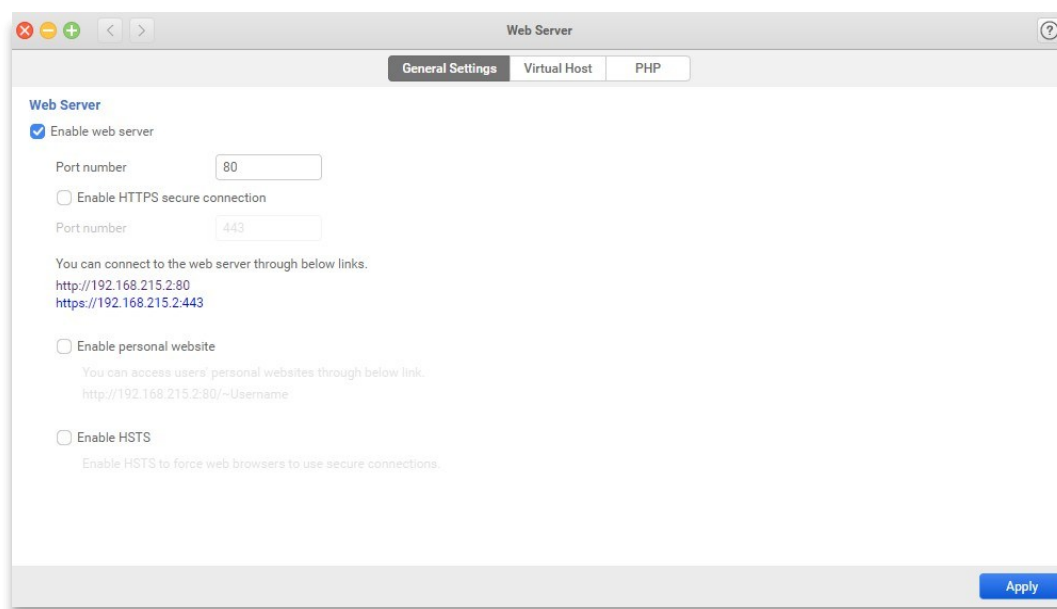 Web Server
?
General Settings Virtual Host PHP
Web Server
Enable web server
Port number 80
Enable HTTPS secure connection
Port number 443
You can connect to the web server through below links.
http://192.168.215.2:80
https://192.168.215.2:443
Enable personal website
You can access users' personal websites through below link.
http://192.168.215.2:80/~Username
Enable HSTS
Enable HSTS to force web browsers to use secure connections.
Apply